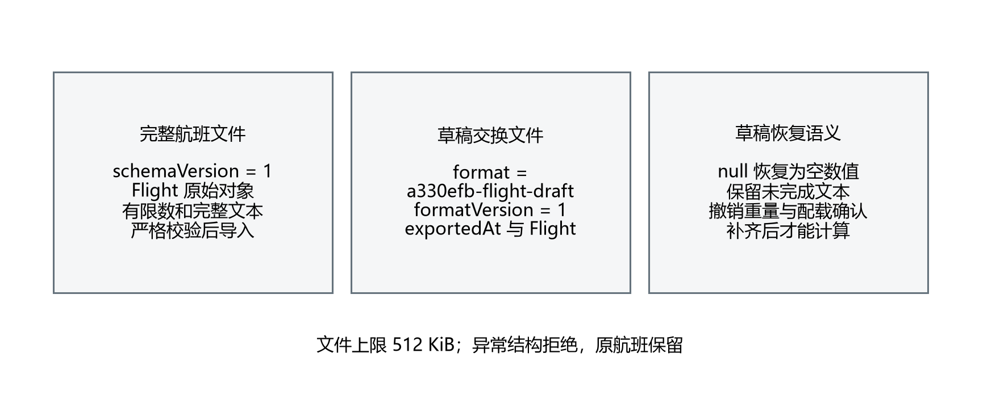 完整航班文件
schemaVersion = 1
Flight 原始对象
有限数和完整文本
严格校验后导入
草稿交换文件
format =
a330efb-flight-draft
formatVersion = 1
exportedAt 与 Flight
草稿恢复语义
null 恢复为空数值
保留未完成文本
撤销重量与配载确认
补齐后才能计算
文件上限 512 KiB；异常结构拒绝，原航班保留